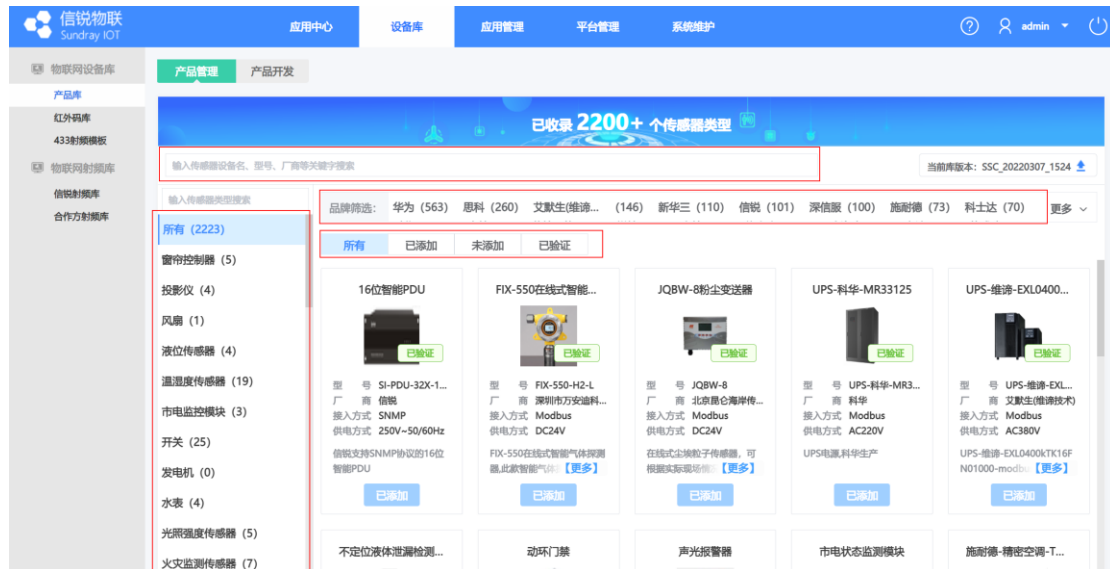 信锐物联
Sundray IOT
应用中心 设备库 应用管理 平台管理 系统维护
admin
物联网设备库
产品库
红外码库
433射频模板
物联网射频库
信锐射频库
合作方射频库
产品管理 产品开发
已收录 2200+ 个传感器类型
输入传感器设备名、型号、厂商等关键字搜索
当前库版本: SSC_20220307_1524
输入传感器类型搜索
所有 (2223)
窗帘控制器 (5)
投影仪 (4)
风扇 (1)
液位传感器 (4)
温湿度传感器 (19)
市电监控模块 (3)
开关 (25)
发电机 (0)
水表 (4)
光照强度传感器 (5)
火灾监测传感器 (7)
品牌筛选: 华为 (563) 思科 (260) 艾默生(维谛... (146) 新华三 (110) 信锐 (101) 深信服 (100) 施耐德 (73) 科士达 (70) 更多
所有 已添加 未添加 已验证
16位智能PDU
已验证
型 号 SI-PDU-32X-1...
厂 商 信锐
接入方式 SNMP
供电方式 250V~50/60Hz
信锐支持SNMP协议的16位
智能PDU
已添加
FIX-550在线式智能...
已验证
型 号 FIX-550-H2-L
厂 商 深圳市万安迪科...
接入方式 Modbus
供电方式 DC24V
FIX-550在线式智能气体探测
器,此款智能气体【更多】
已添加
JQBW-8粉尘变送器
已验证
型 号 JQBW-8
厂 商 北京昆仑海岸传...
接入方式 Modbus
供电方式 DC24V
在线式尘埃粒子传感器，可
根据实际现场【更多】
已添加
UPS-科华-MR33125
已验证
型 号 UPS-科华-MR3...
厂 商 科华
接入方式 Modbus
供电方式 AC220V
UPS电源,科华生产
已添加
UPS-维谛-EXL0400...
已验证
型 号 UPS-维谛-EXL...
厂 商 艾默生(维谛技术)
接入方式 Modbus
供电方式 AC380V
UPS-维谛-EXL0400kTK16F
N01000-modb【更多】
已添加
不定位液体泄漏检测...
动环门禁
声光报警器
市电状态监测模块
施耐德-精密空调-T...